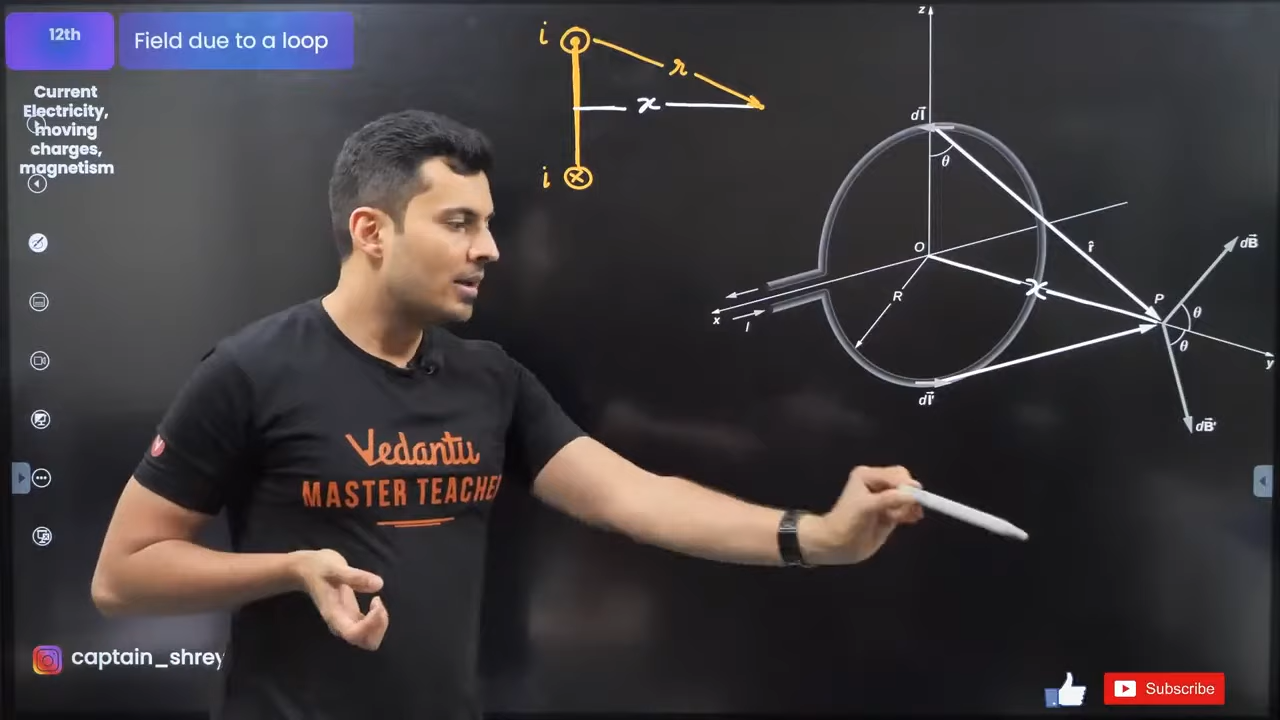 12th
Field due to a loop
Current
Electricity,
moving
charges,
magnetism
i
r
x
i
z
dl
θ
O
r̂
x
R
x
I
P
dB
θ
θ
y
dl'
dB'
Vedantu
MASTER TEACHER
captain_shrey
Subscribe